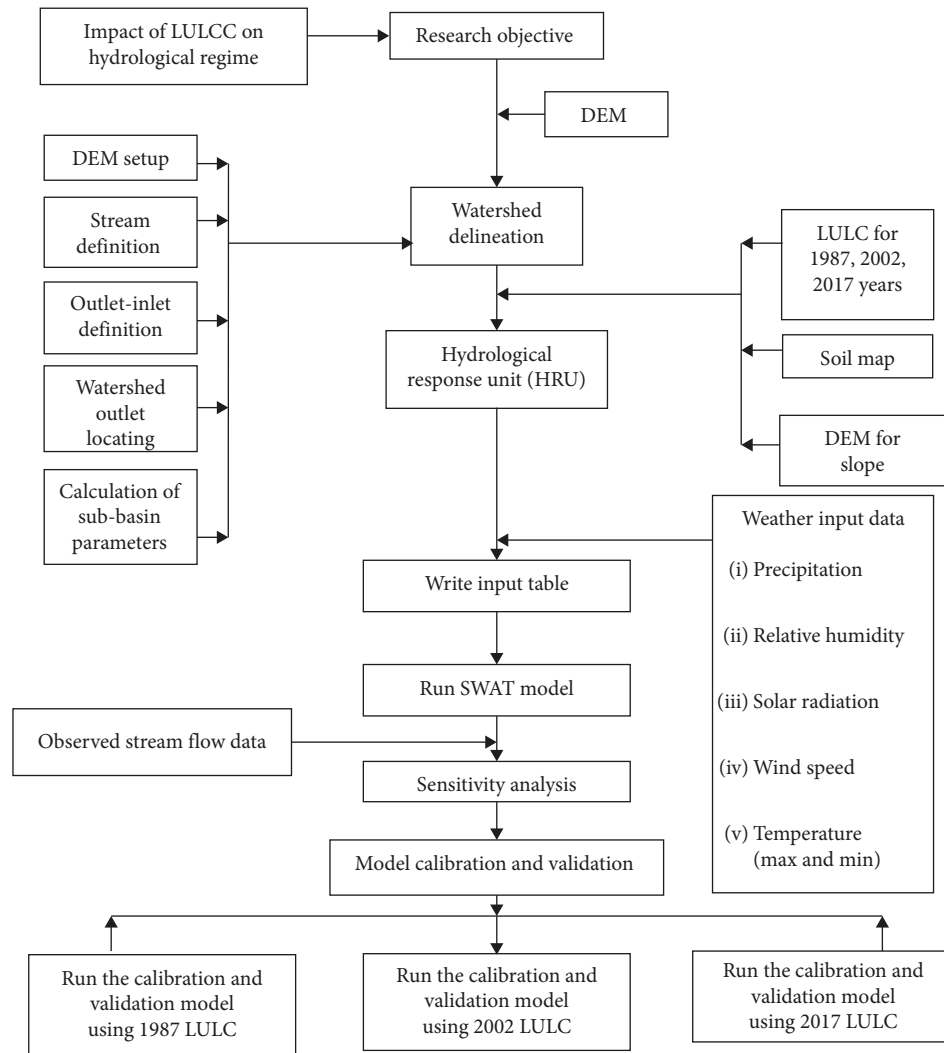 Impact of LULCC on
hydrological regime
Research objective
DEM
DEM setup
Stream
definition
Outlet-inlet
definition
Watershed
outlet
locating
Calculation of
sub-basin
parameters
Watershed
delineation
LULC for
1987, 2002,
2017 years
Soil map
DEM for
slope
Hydrological
response unit (HRU)
Weather input data
(i) Precipitation
(ii) Relative humidity
(iii) Solar radiation
(iv) Wind speed
(v) Temperature
(max and min)
Write input table
Run SWAT model
Observed stream flow data
Sensitivity analysis
Model calibration and validation
Run the calibration and
validation model
using 1987 LULC
Run the calibration and
validation model
using 2002 LULC
Run the calibration and
validation model
using 2017 LULC